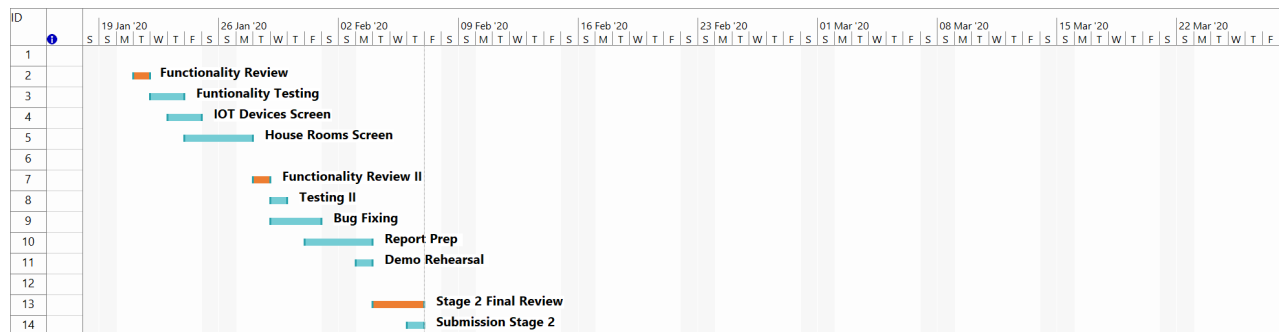 ID
19 Jan '20 26 Jan '20 02 Feb '20 09 Feb '20 16 Feb '20 23 Feb '20 01 Mar '20 08 Mar '20 15 Mar '20 22 Mar '20
S S M T W T F S S M T W T F S S M T W T F S S M T W T F S S M T W T F S S M T W T F S S M T W T F S S M T W T F S S M T W T F S S M T W T F
1
2 Functionality Review
3 Funtionality Testing
4 IOT Devices Screen
5 House Rooms Screen
6
7 Functionality Review II
8 Testing II
9 Bug Fixing
10 Report Prep
11 Demo Rehearsal
12
13 Stage 2 Final Review
14 Submission Stage 2